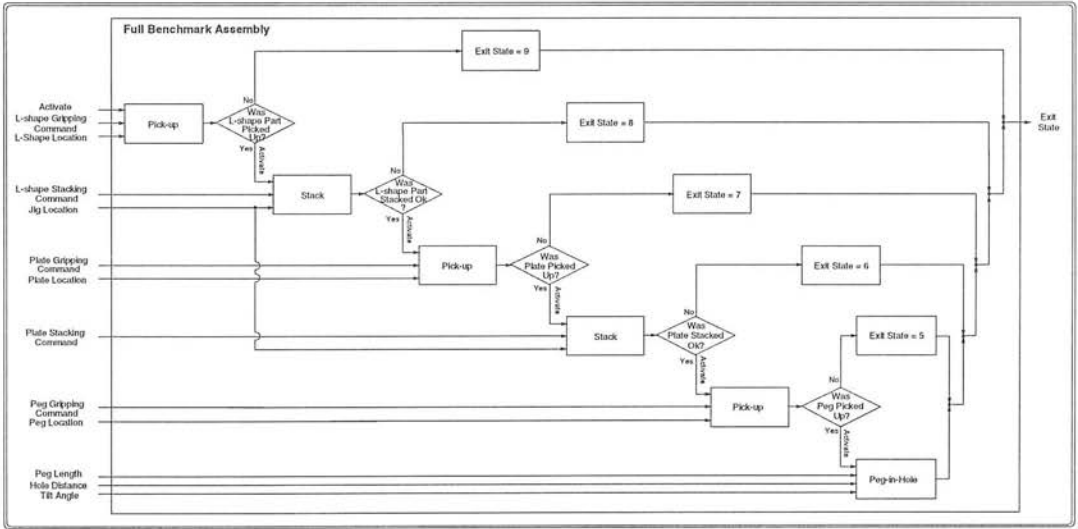 Full Benchmark Assembly
Exit State = 9
Activate
L-shape Gripping
Command
L-Shape Location
Pick-up
No
Was
L-shape Part
Picked
Up?
Yes
Activate
Exit State = 8
Exit
State
L-shape Stacking
Command
Jig Location
Stack
No
Was
L-shape Part
Stacked Ok
?
Yes
Activate
Exit State = 7
Plate Gripping
Command
Plate Location
Pick-up
No
Was
Plate Picked
Up?
Yes
Activate
Exit State = 6
Plate Stacking
Command
Stack
No
Was
Plate Stacked
Ok?
Yes
Activate
Exit State = 5
Peg Gripping
Command
Peg Location
Pick-up
No
Was
Peg Picked
Up?
Yes
Activate
Peg Length
Hole Distance
Tilt Angle
Peg-in-Hole